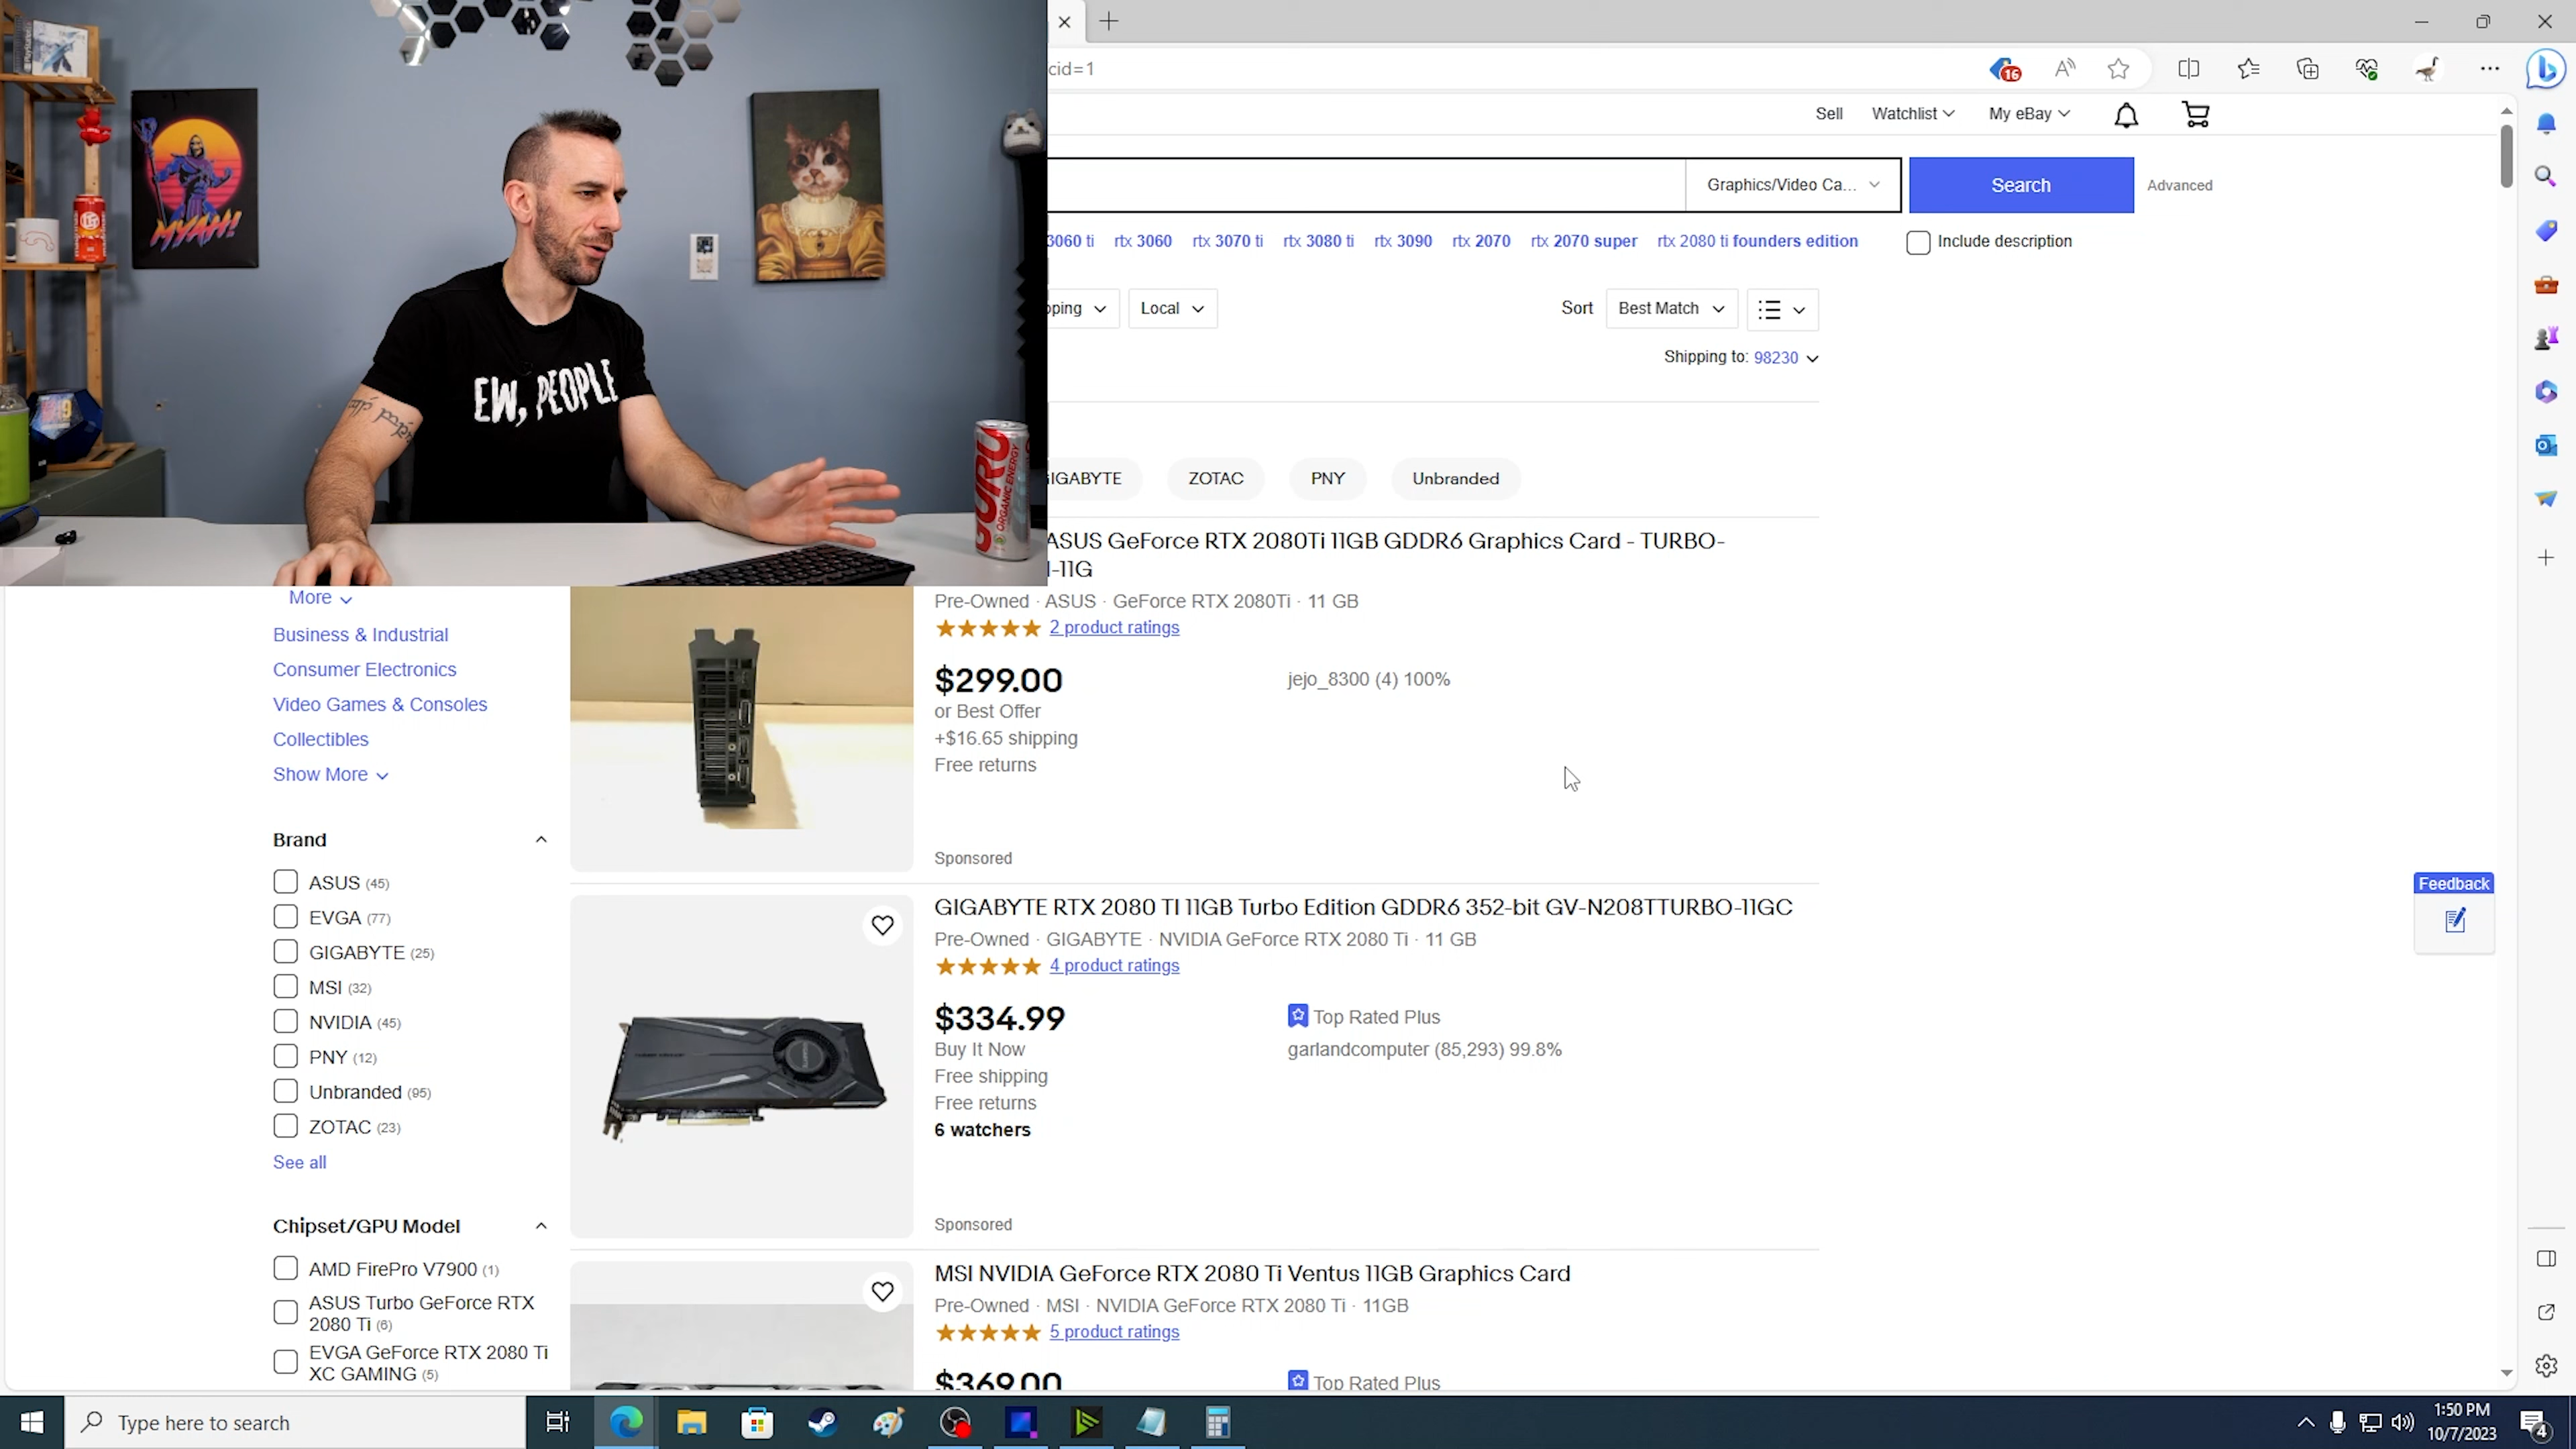 cid=1
16
Sell Watchlist My eBay
Graphics/Video Ca... Search Advanced
3060 ti rtx 3060 rtx 3070 ti rtx 3080 ti rtx 3090 rtx 2070 rtx 2070 super rtx 2080 ti founders edition Include description
Local Sort Best Match
Shipping to: 98230
MYAH!
EW, PEOPLE
GURU
ORGANIC ENERGY
ZOTAC PNY Unbranded
ASUS GeForce RTX 2080Ti 11GB GDDR6 Graphics Card - TURBO-
-11G
Pre-Owned · ASUS · GeForce RTX 2080Ti · 11 GB
2 product ratings
$299.00
or Best Offer
+$16.65 shipping
Free returns
jejo_8300 (4) 100%
Sponsored
More
Business & Industrial
Consumer Electronics
Video Games & Consoles
Collectibles
Show More
Brand
ASUS (45)
EVGA (77)
GIGABYTE (25)
MSI (32)
NVIDIA (45)
PNY (12)
Unbranded (95)
ZOTAC (23)
See all
Chipset/GPU Model
AMD FirePro V7900 (1)
ASUS Turbo GeForce RTX
2080 Ti (6)
EVGA GeForce RTX 2080 Ti
XC GAMING (5)
GIGABYTE RTX 2080 TI 11GB Turbo Edition GDDR6 352-bit GV-N208TTURBO-11GC
Pre-Owned · GIGABYTE · NVIDIA GeForce RTX 2080 Ti · 11 GB
4 product ratings
$334.99
Buy It Now
Free shipping
Free returns
6 watchers
Top Rated Plus
garlandcomputer (85,293) 99.8%
Sponsored
MSI NVIDIA GeForce RTX 2080 Ti Ventus 11GB Graphics Card
Pre-Owned · MSI · NVIDIA GeForce RTX 2080 Ti · 11GB
5 product ratings
$369.00
Top Rated Plus
Feedback
Type here to search
1:50 PM
10/7/2023
4